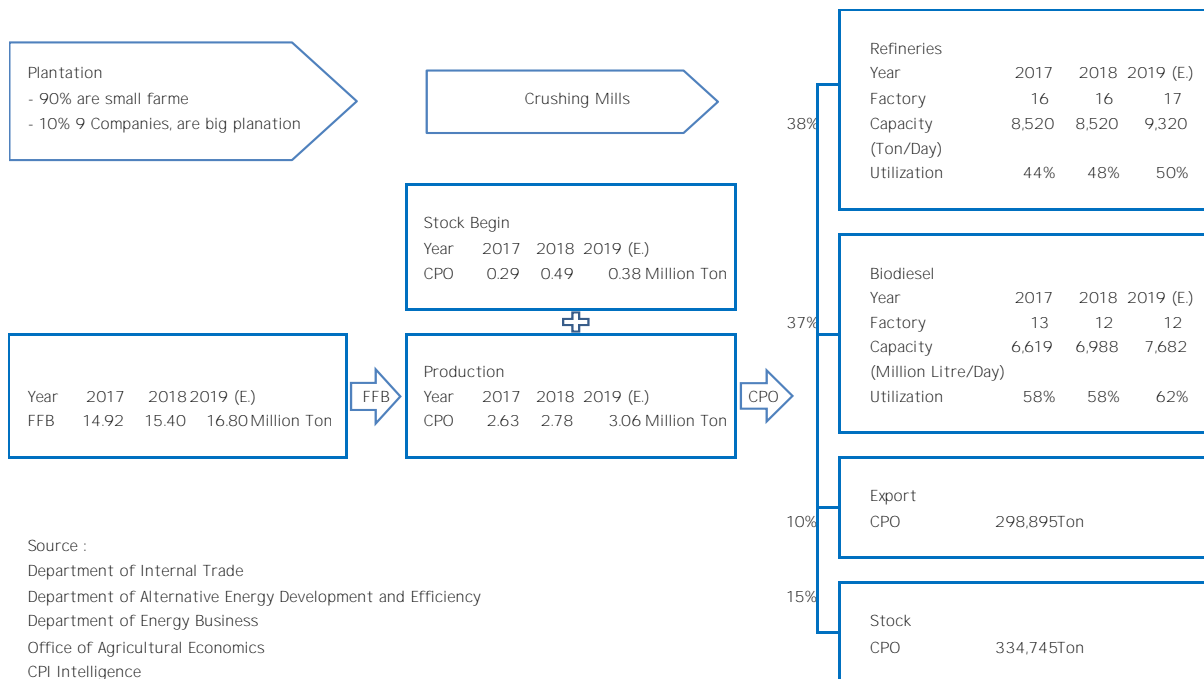 Plantation
- 90% are small farme
- 10% 9 Companies, are big planation
Crushing Mills
Stock Begin
Year 2017 2018 2019 (E.)
CPO 0.29 0.49 0.38 Million Ton
Year 2017 2018 2019 (E.)
FFB 14.92 15.40 16.80 Million Ton
FFB
Production
Year 2017 2018 2019 (E.)
CPO 2.63 2.78 3.06 Million Ton
CPO
38%
Refineries
Year 2017 2018 2019 (E.)
Factory 16 16 17
Capacity 8,520 8,520 9,320
(Ton/Day)
Utilization 44% 48% 50%
37%
Biodiesel
Year 2017 2018 2019 (E.)
Factory 13 12 12
Capacity 6,619 6,988 7,682
(Million Litre/Day)
Utilization 58% 58% 62%
10%
Export
CPO 298,895Ton
15%
Stock
CPO 334,745Ton
Source :
Department of Internal Trade
Department of Alternative Energy Development and Efficiency
Department of Energy Business
Office of Agricultural Economics
CPI Intelligence